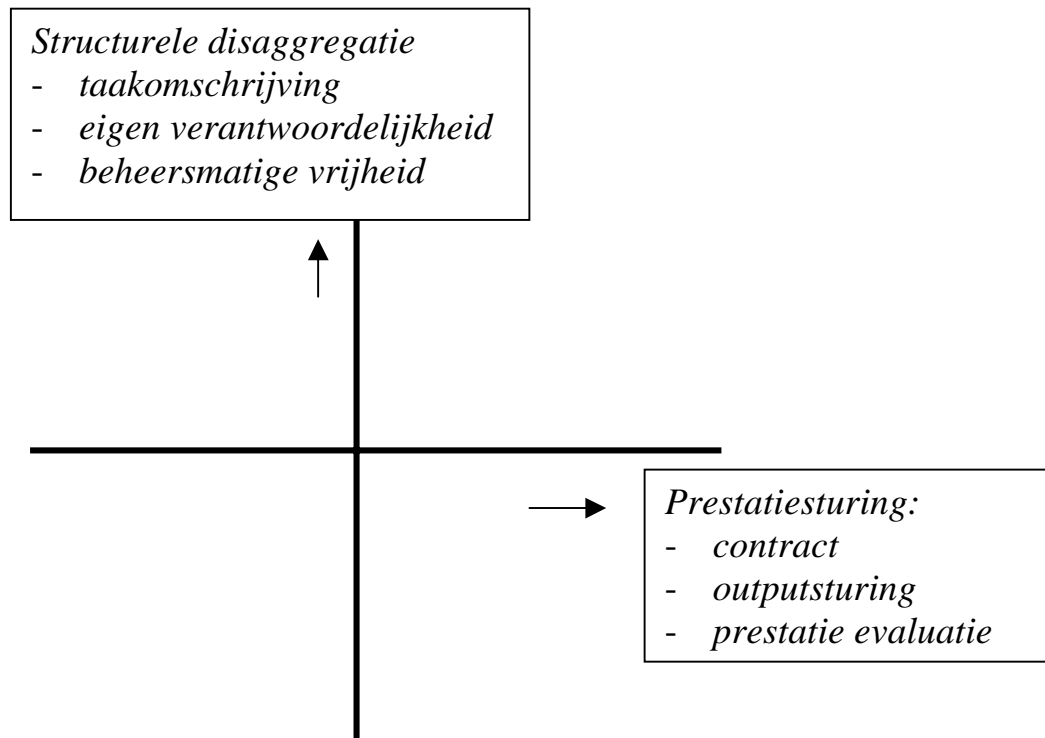 Structurele disaggregatie
- taakomschrijving
- eigen verantwoordelijkheid
- beheersmatige vrijheid
Prestatiesturing:
- contract
- outputsturing
- prestatie evaluatie